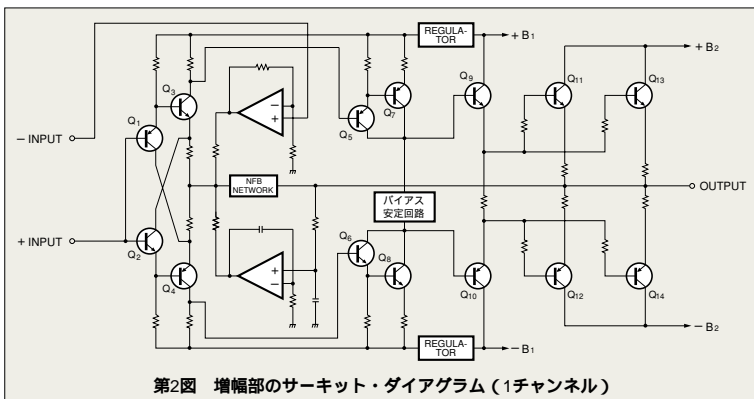 REGULA-
TOR
+ B₁
+ B₂
Q₃
Q₉
Q₁₁
Q₁₃
Q₇
Q₅
Q₁
− INPUT
−
+
NFB
NETWORK
OUTPUT
バイアス
安定回路
+ INPUT
Q₂
Q₆
Q₈
+
−
Q₄
Q₁₀
Q₁₂
Q₁₄
− B₂
REGULA-
TOR
− B₁
第2図 増幅部のサーキット・ダイアグラム（1チャンネル）